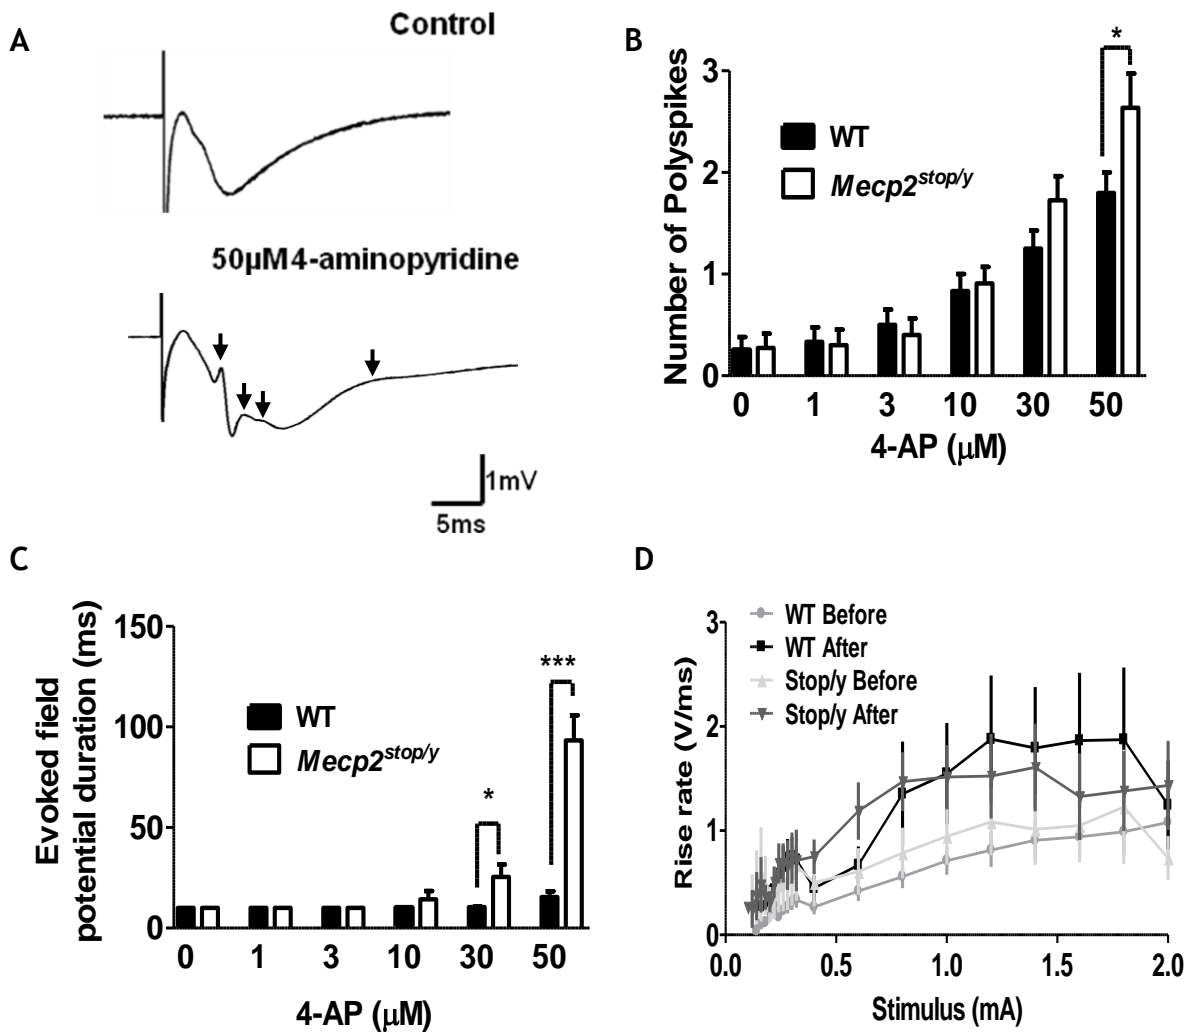 A
Control
50µM4-aminopyridine
1mV
5ms
B
Number of Polyspikes
3
2
1
0
*
WT
Mecp2stop/y
0 1 3 10 30 50
4-AP (µM)
C
Evoked field
potential duration (ms)
150
100
50
0
***
*
WT
Mecp2stop/y
0 1 3 10 30 50
4-AP (µM)
D
Rise rate (V/ms)
3
2
1
0
WT Before
WT After
Stop/y Before
Stop/y After
0.0 0.5 1.0 1.5 2.0
Stimulus (mA)